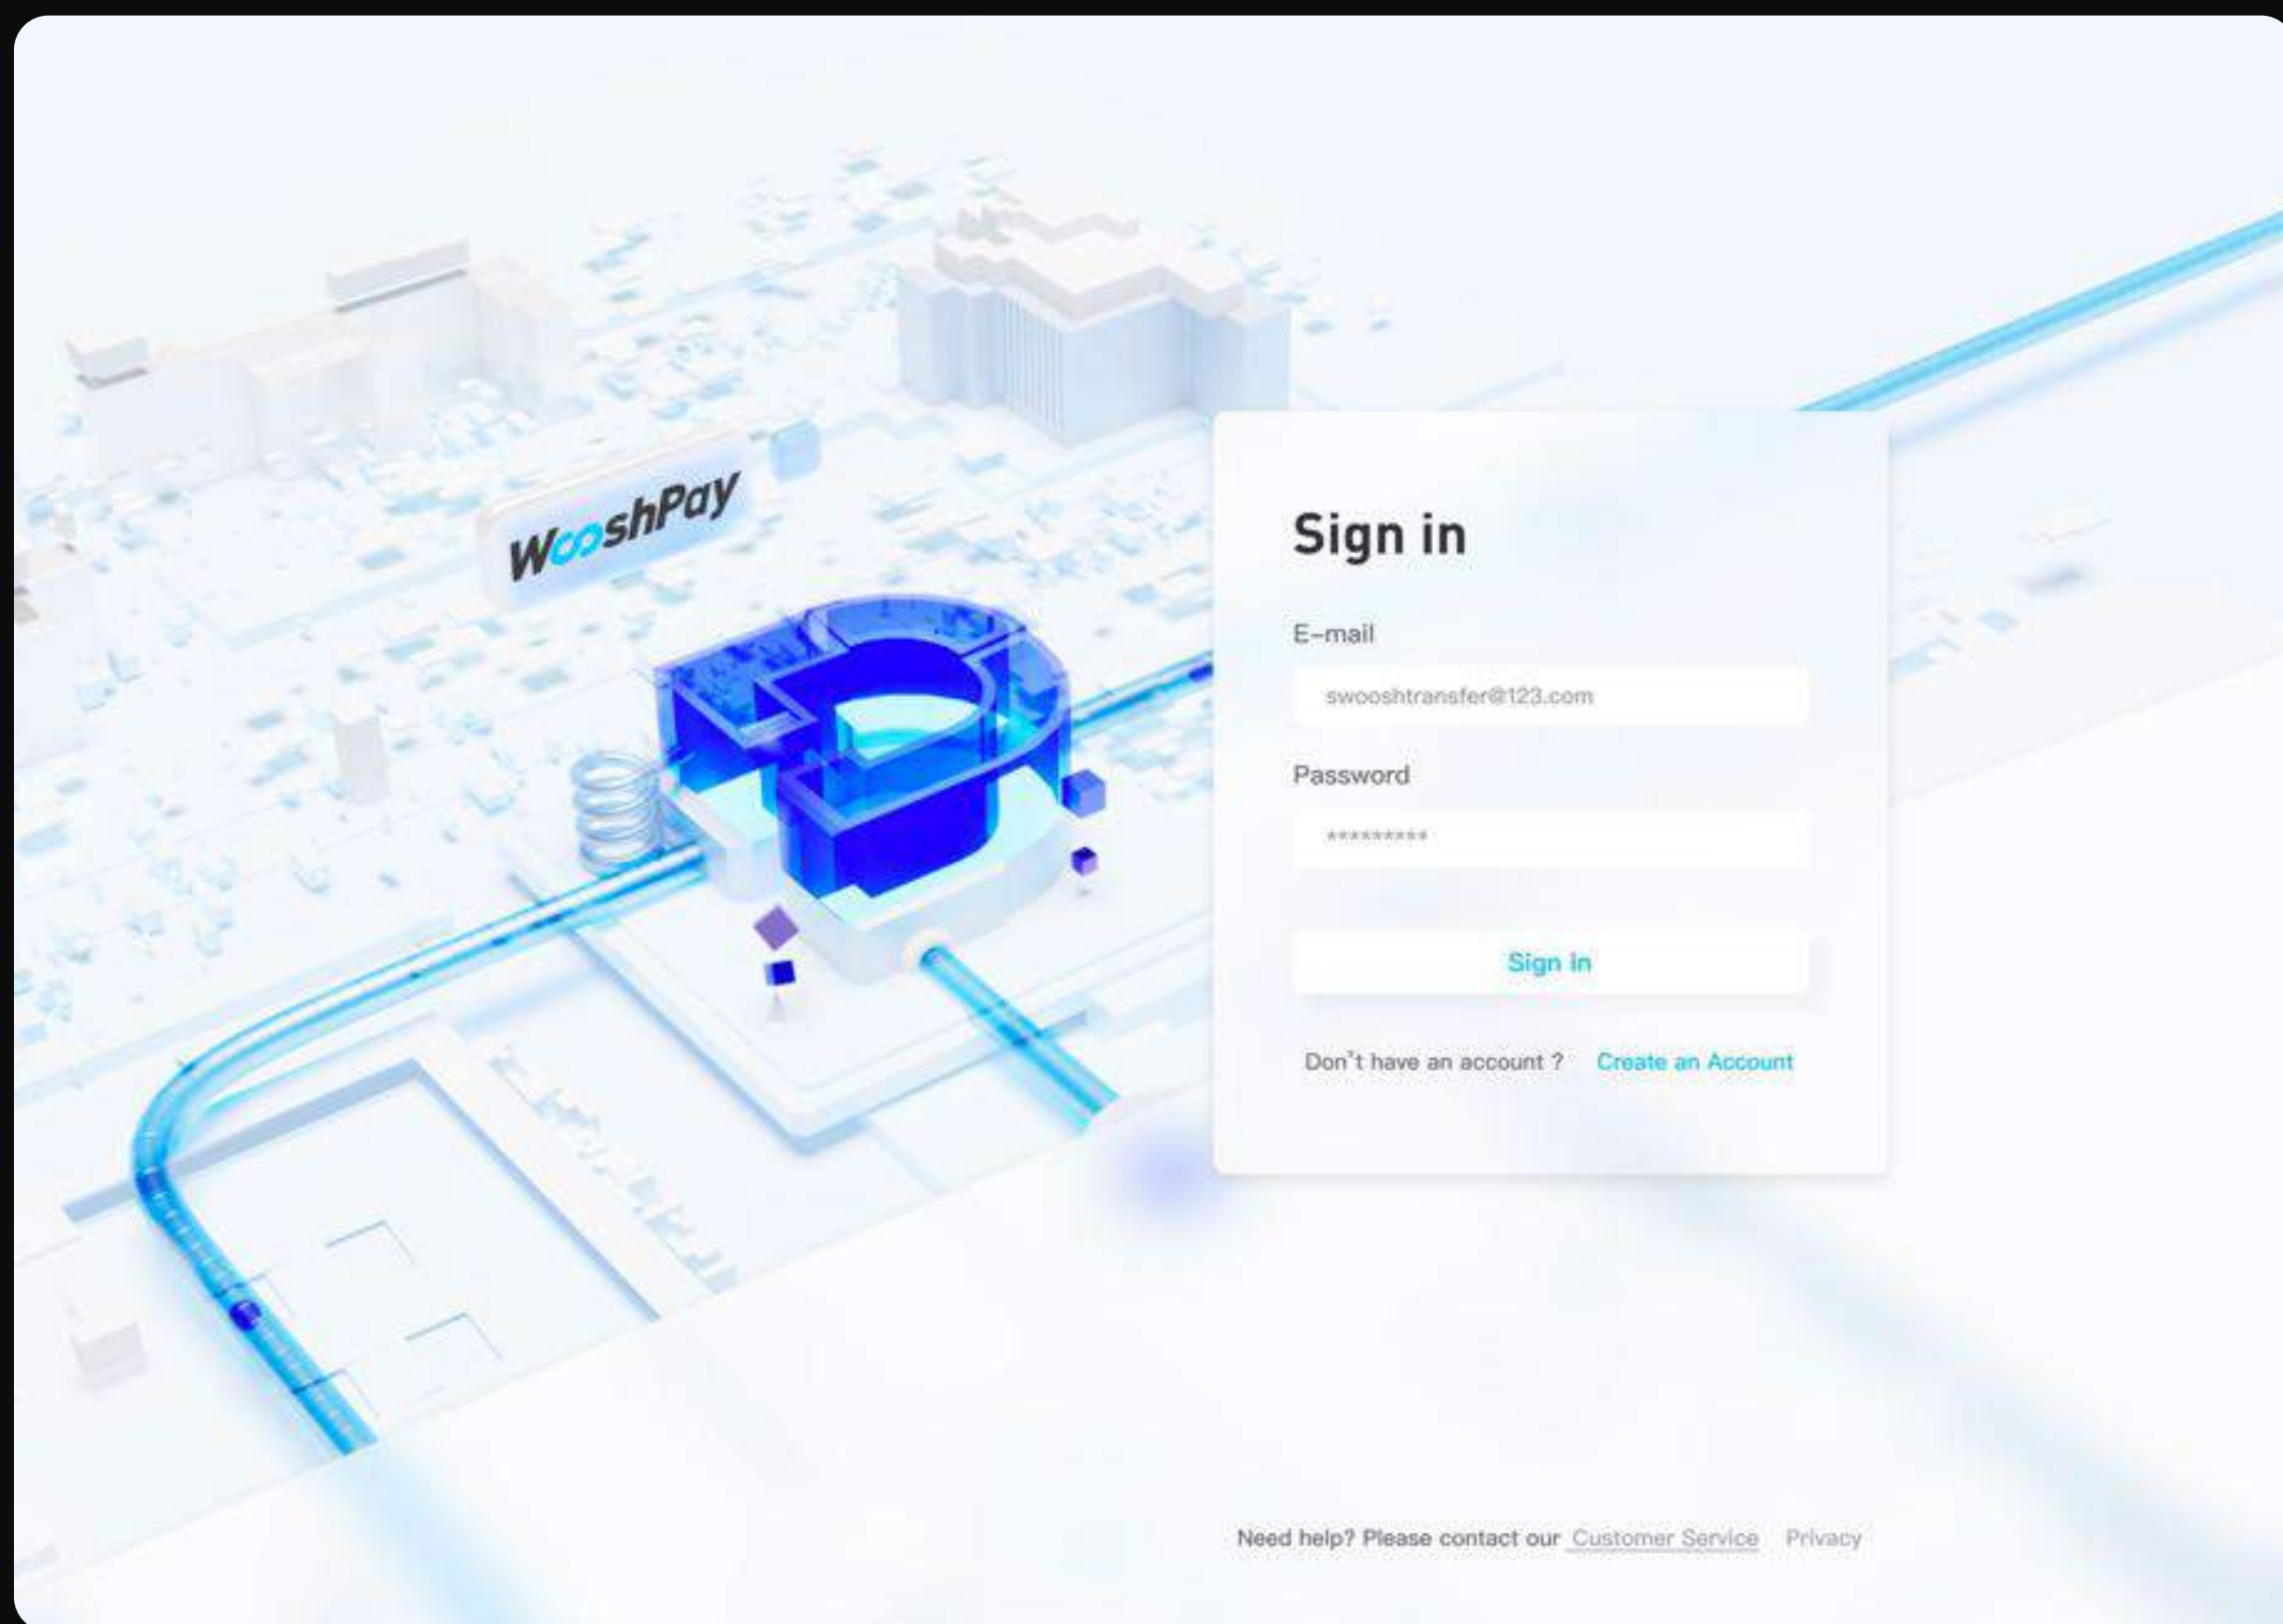 WooshPay
Sign in
E-mail
swooshtransfer@123.com
Password
*********
Sign in
Don't have an account ? Create an Account
Need help? Please contact our Customer Service Privacy